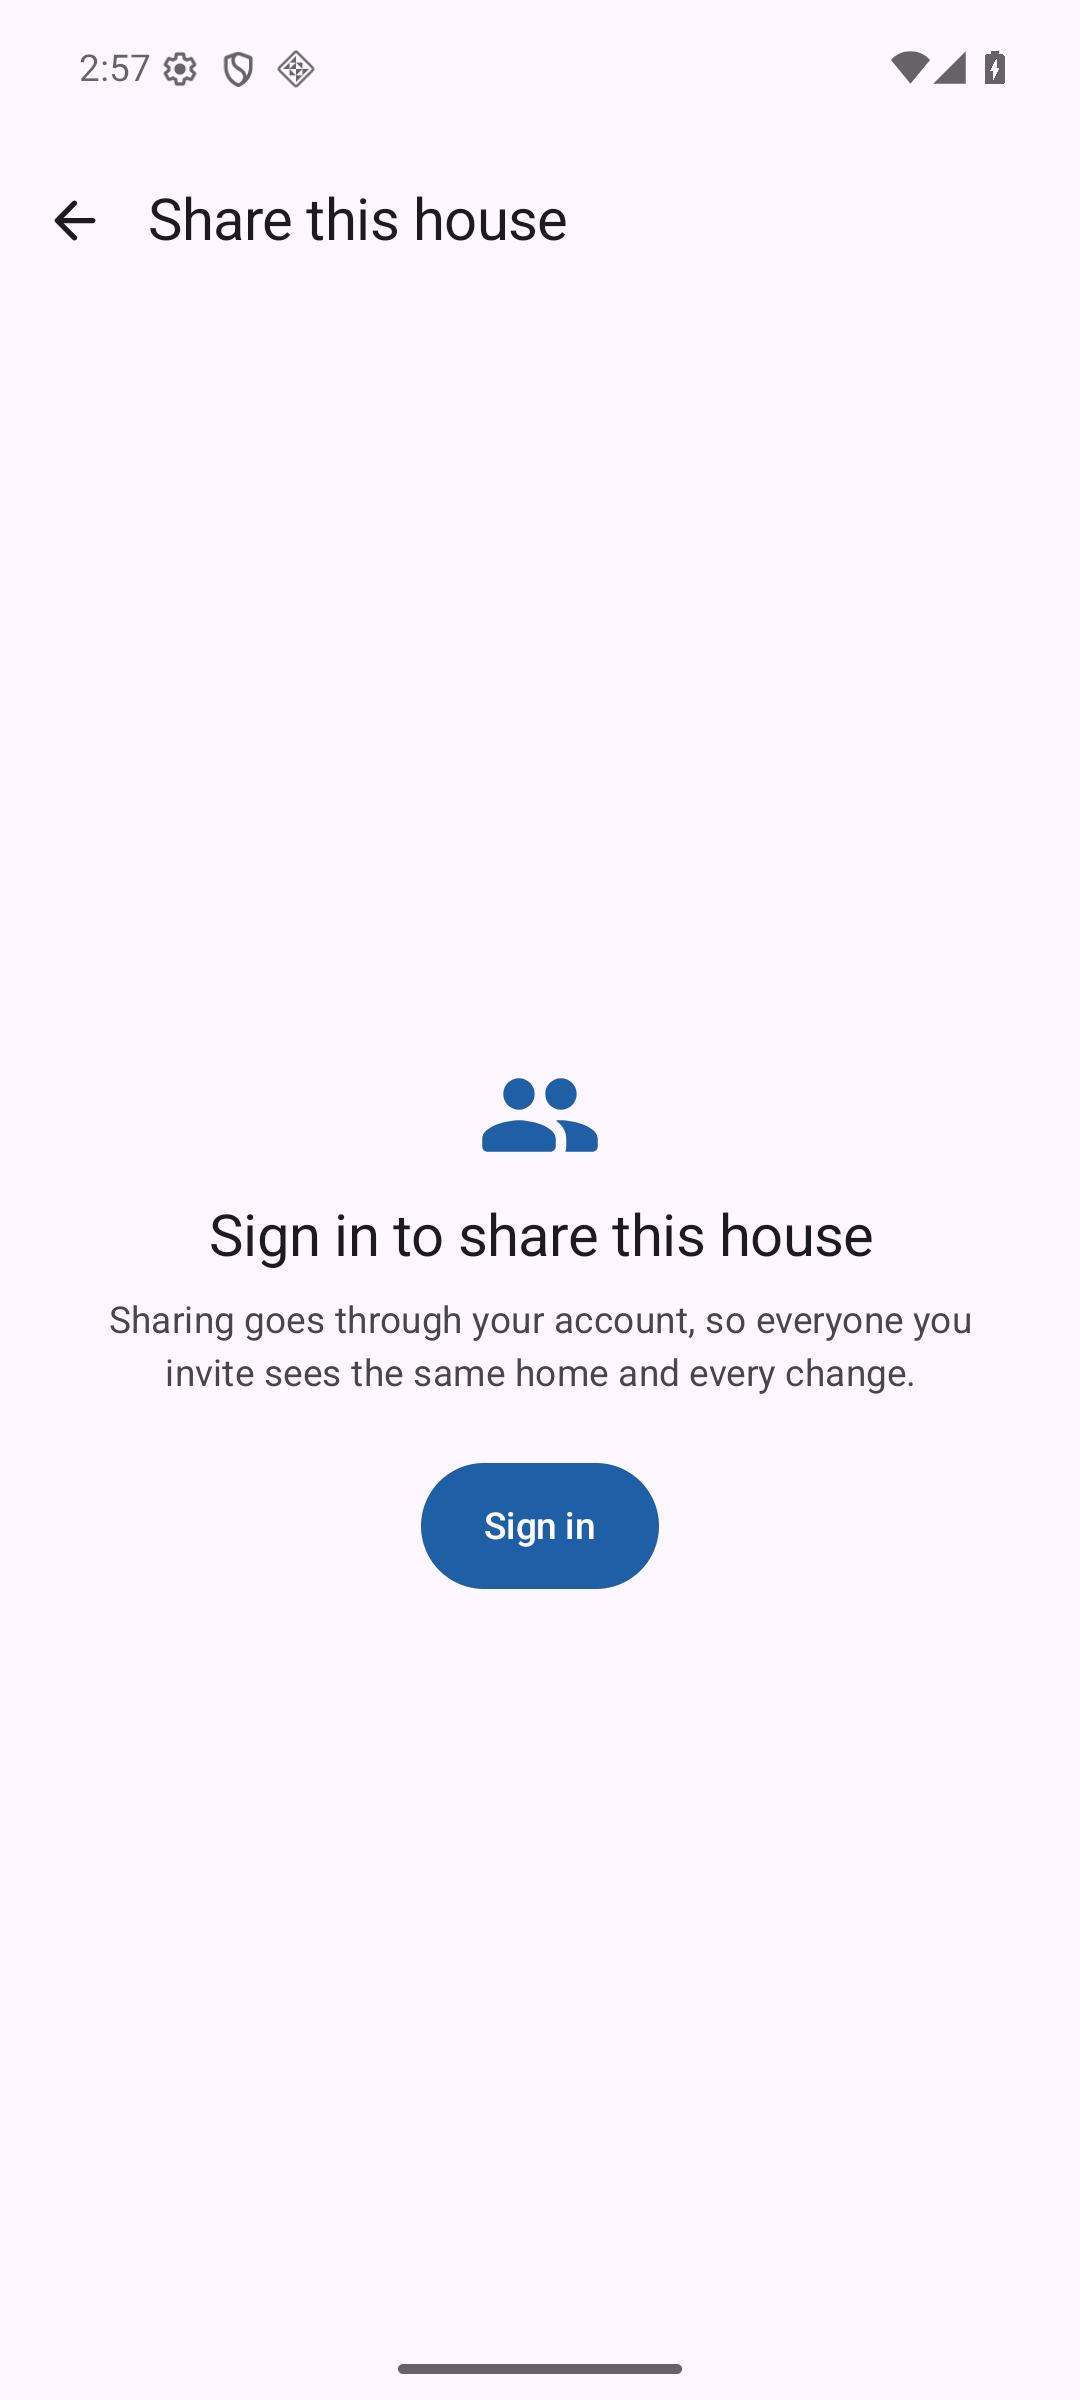 2:57
Share this house
Sign in to share this house
Sharing goes through your account, so everyone you
invite sees the same home and every change.
Sign in